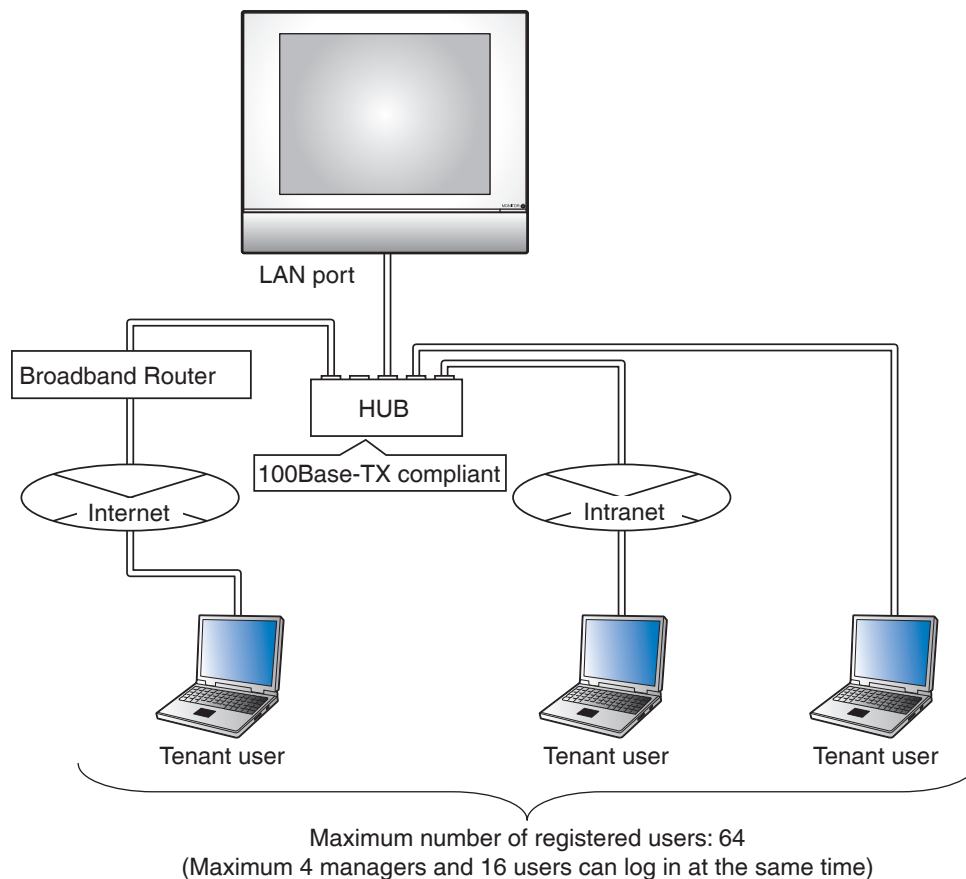 MONITOR
LAN port
Broadband Router
HUB
100Base-TX compliant
Internet
Intranet
Tenant user
Tenant user
Tenant user
Maximum number of registered users: 64
(Maximum 4 managers and 16 users can log in at the same time)